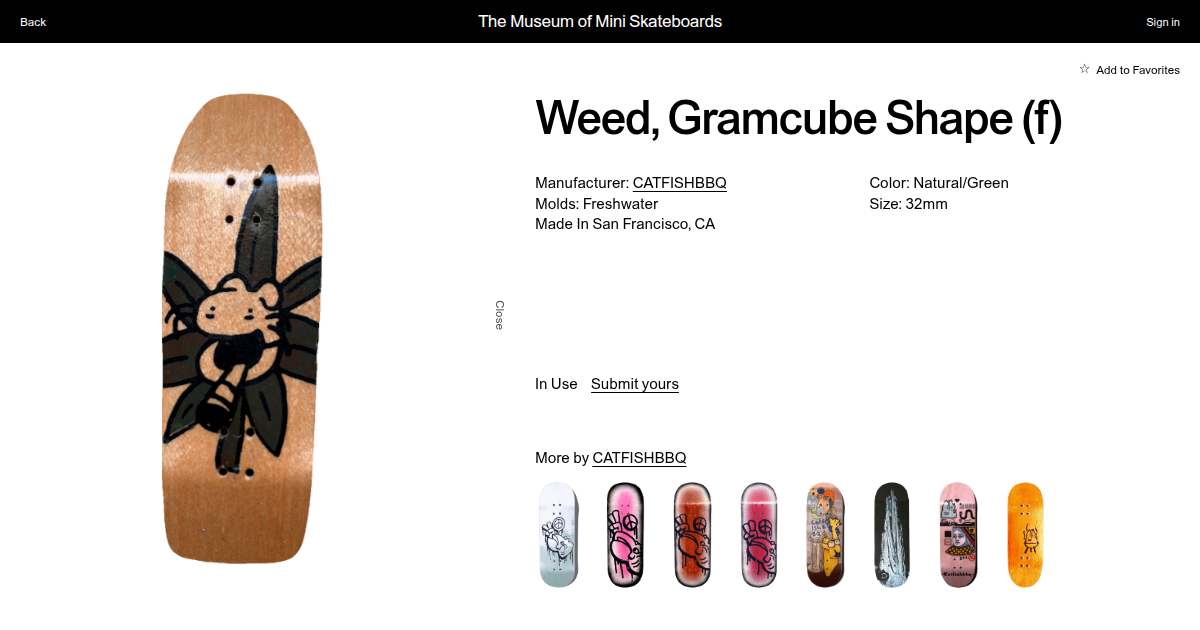 Back
The Museum of Mini Skateboards
Sign in
☆ Add to Favorites
Weed, Gramcube Shape (f)
Manufacturer: CATFISHBBQ
Molds: Freshwater
Made In San Francisco, CA
Color: Natural/Green
Size: 32mm
Close
In Use Submit yours
More by CATFISHBBQ